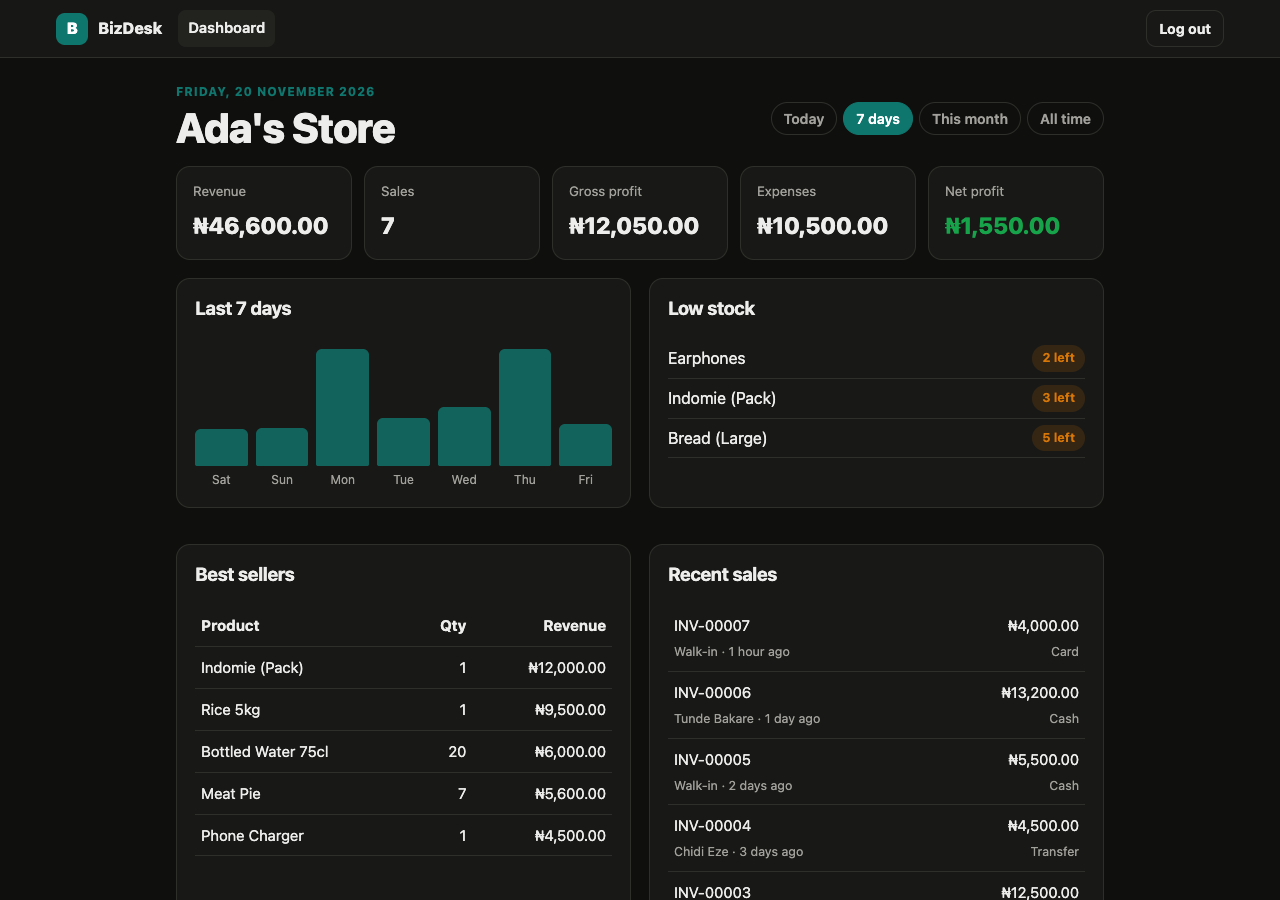 B BizDesk Dashboard Log out
FRIDAY, 20 NOVEMBER 2026
Ada's Store
Today 7 days This month All time
Revenue
₦46,600.00
Sales
7
Gross profit
₦12,050.00
Expenses
₦10,500.00
Net profit
₦1,550.00
Last 7 days
Sat Sun Mon Tue Wed Thu Fri
Low stock
Earphones 2 left
Indomie (Pack) 3 left
Bread (Large) 5 left
Best sellers
Product Qty Revenue
Indomie (Pack) 1 ₦12,000.00
Rice 5kg 1 ₦9,500.00
Bottled Water 75cl 20 ₦6,000.00
Meat Pie 7 ₦5,600.00
Phone Charger 1 ₦4,500.00
Recent sales
INV-00007 ₦4,000.00
Walk-in · 1 hour ago Card
INV-00006 ₦13,200.00
Tunde Bakare · 1 day ago Cash
INV-00005 ₦5,500.00
Walk-in · 2 days ago Cash
INV-00004 ₦4,500.00
Chidi Eze · 3 days ago Transfer
INV-00003 ₦12,500.00